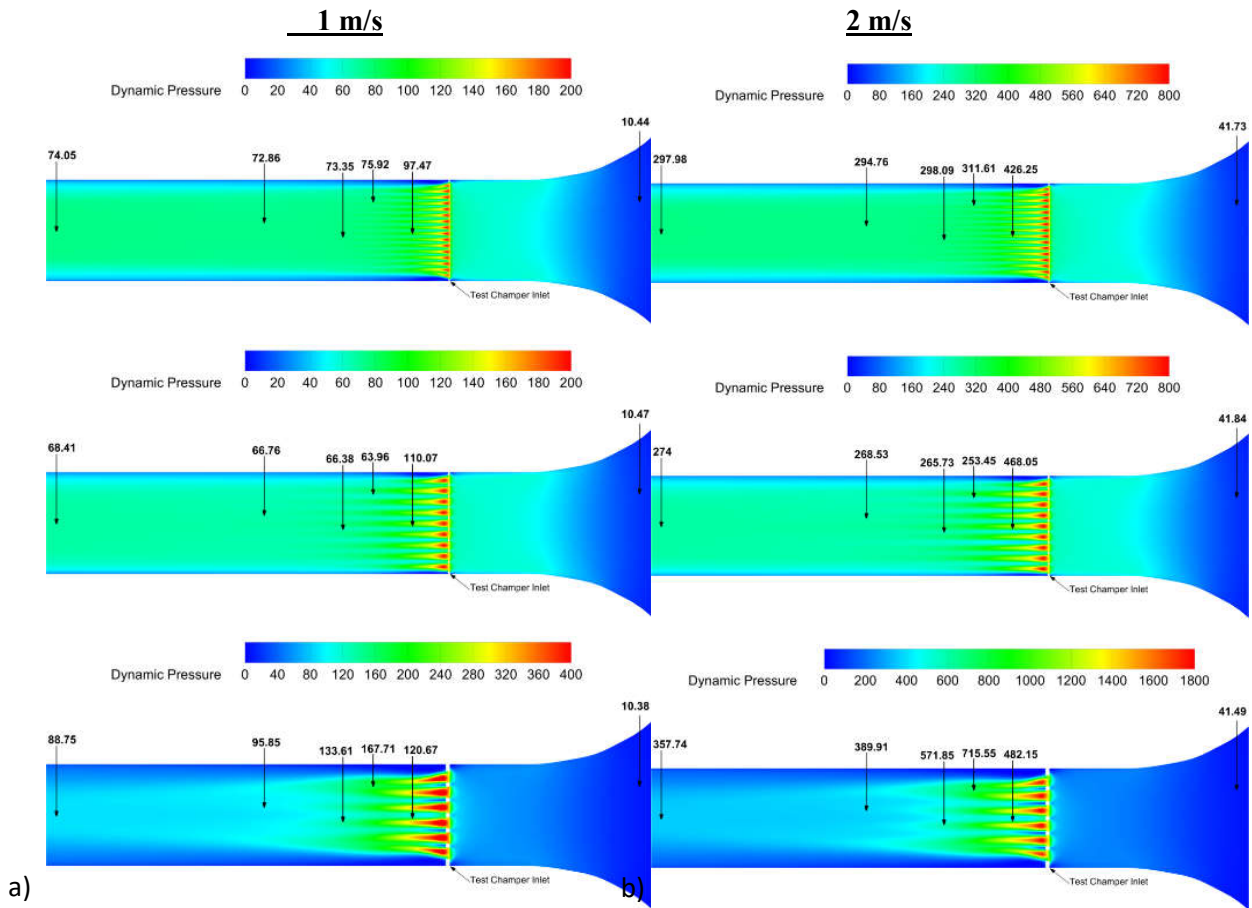 1 m/s
2 m/s
Dynamic Pressure 0 20 40 60 80 100 120 140 160 180 200
10.44
74.05 72.86 73.35 75.92 97.47
Test Champer Inlet
Dynamic Pressure 0 80 160 240 320 400 480 560 640 720 800
41.73
297.98 294.76 298.09 311.61 426.25
Test Champer Inlet
Dynamic Pressure 0 20 40 60 80 100 120 140 160 180 200
10.47
68.41 66.76 66.38 63.96 110.07
Test Champer Inlet
Dynamic Pressure 0 80 160 240 320 400 480 560 640 720 800
41.84
274 268.53 265.73 253.45 468.05
Test Champer Inlet
Dynamic Pressure 0 40 80 120 160 200 240 280 320 360 400
10.38
88.75 95.85 133.61 167.71 120.67
Test Champer Inlet
a)
Dynamic Pressure 0 200 400 600 800 1000 1200 1400 1600 1800
41.49
357.74 389.91 571.85 715.55 482.15
Test Champer Inlet
b)